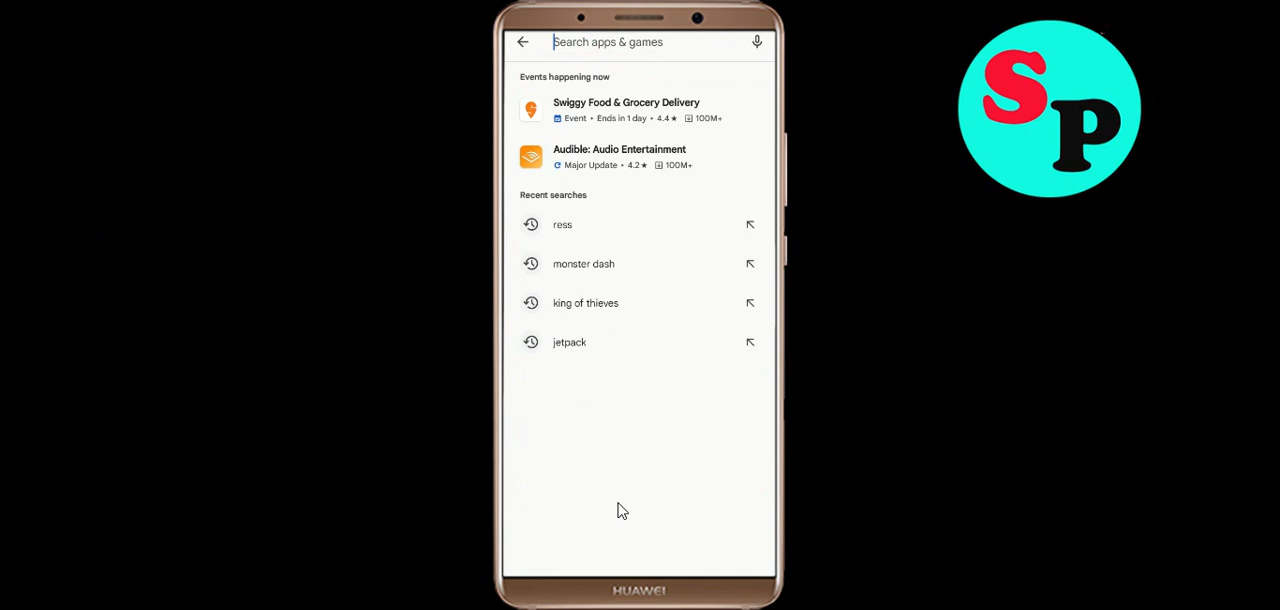 Search apps & games
Events happening now
Swiggy Food & Grocery Delivery
Event • Ends in 1 day • 4.4★ 100M+
Audible: Audio Entertainment
Major Update • 4.2★ 100M+
Recent searches
ress
monster dash
king of thieves
jetpack
HUAWEI
SP